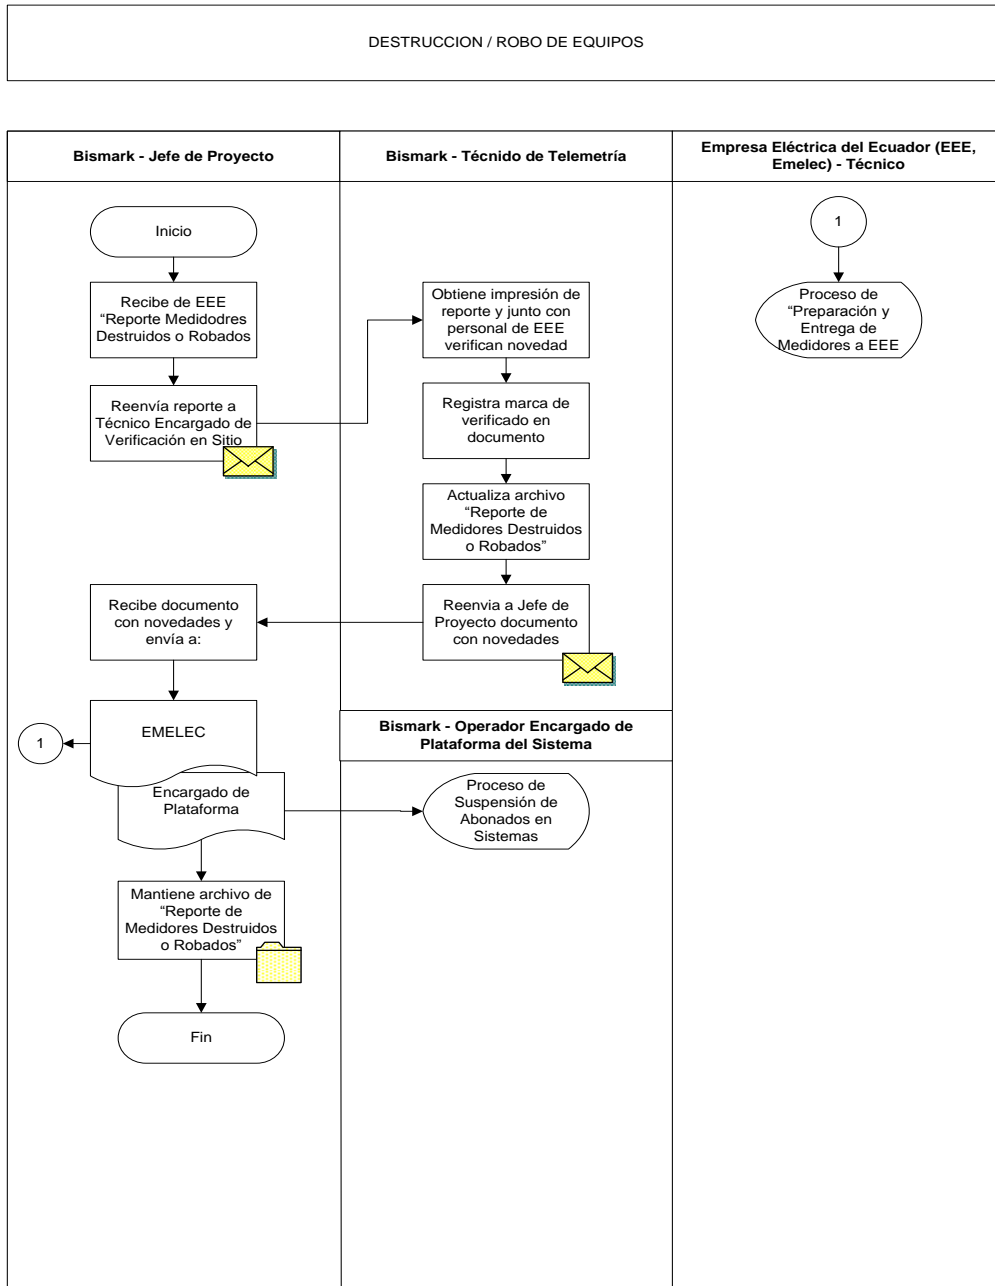 DESTRUCCION / ROBO DE EQUIPOS
Bismark - Jefe de Proyecto
Bismark - Técnido de Telemetría
Empresa Eléctrica del Ecuador (EEE,
Emelec) - Técnico
Inicio
Recibe de EEE
“Reporte Medidodres
Destruidos o Robados
Reenvía reporte a
Técnico Encargado de
Verificación en Sitio
Obtiene impresión de
reporte y junto con
personal de EEE
verifican novedad
Registra marca de
verificado en
documento
Actualiza archivo
“Reporte de
Medidores Destruidos
o Robados”
Reenvia a Jefe de
Proyecto documento
con novedades
Recibe documento
con novedades y
envía a:
EMELEC
1
Encargado de
Plataforma
Mantiene archivo de
“Reporte de
Medidores Destruidos
o Robados”
Fin
Bismark - Operador Encargado de
Plataforma del Sistema
Proceso de
Suspensión de
Abonados en
Sistemas
1
Proceso de
“Preparación y
Entrega de
Medidores a EEE